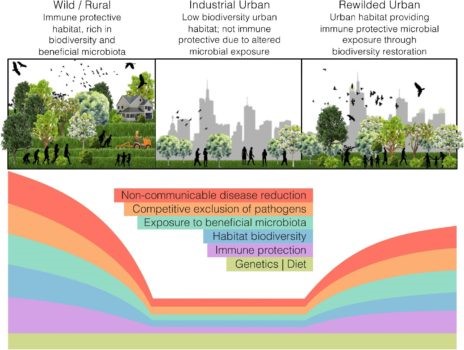 Wild / Rural
Immune protective
habitat, rich in
biodiversity and
beneficial microbiota
Industrial Urban
Low biodiversity urban
habitat; not immune
protective due to altered
microbial exposure
Rewilded Urban
Urban habitat providing
immune protective microbial
exposure through
biodiversity restoration
Non-communicable disease reduction
Competitive exclusion of pathogens
Exposure to beneficial microbiota
Habitat biodiversity
Immune protection
Genetics | Diet